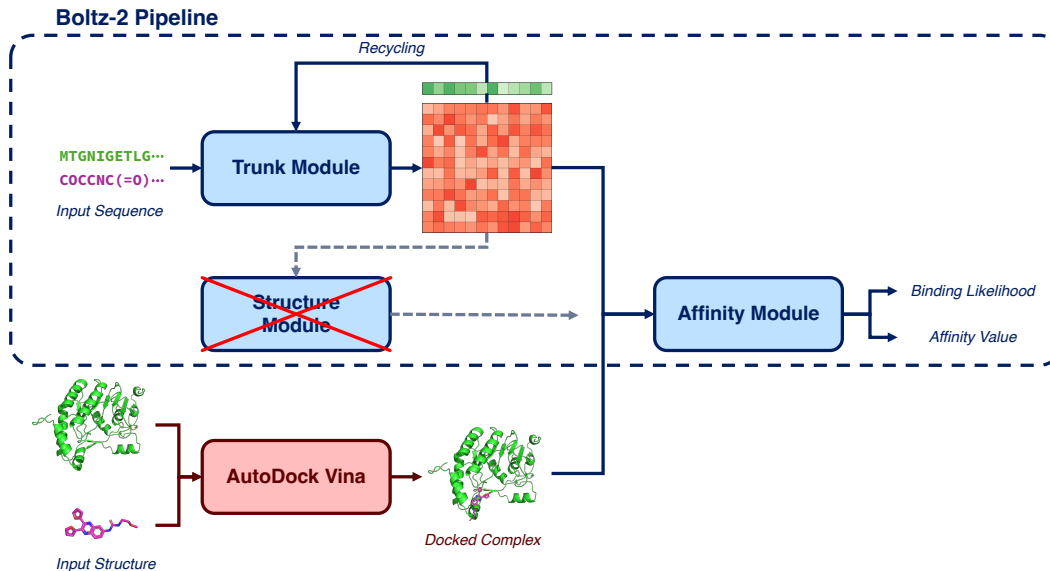 Boltz-2 Pipeline
Recycling
MTGNIGETLG···
COCCNC(=O)···
Input Sequence
Trunk Module
Structure
Module
Affinity Module
Binding Likelihood
Affinity Value
AutoDock Vina
Input Structure
Docked Complex